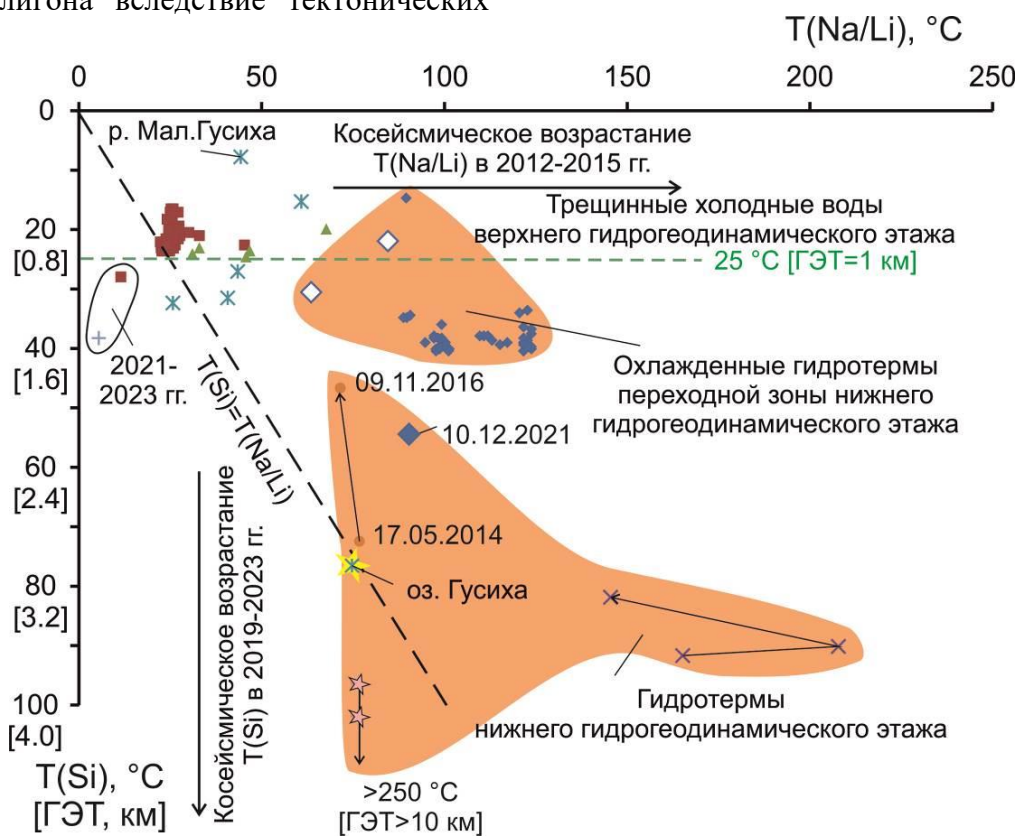 лигона вследствие тектонических
T(Na/Li), °C
0 50 100 150 200 250
0
р. Мал.Гусиха
Косейсмическое возрастание
T(Na/Li) в 2012-2015 гг.
Трещинные холодные воды
верхнего гидрогеодинамического этажа
20
[0.8]
25 °C [ГЭТ=1 км]
40
[1.6]
2021-
2023 гг.
T(Si)=T(Na/Li)
09.11.2016
Охлажденные гидротермы
переходной зоны нижнего
гидрогеодинамического этажа
10.12.2021
60
[2.4]
17.05.2014
оз. Гусиха
80
[3.2]
Косейсмическое возрастание
T(Si) в 2019-2023 гг.
100
[4.0]
Гидротермы
нижнего гидрогеодинамического этажа
T(Si), °C
[ГЭТ, км]
>250 °C
[ГЭТ>10 км]